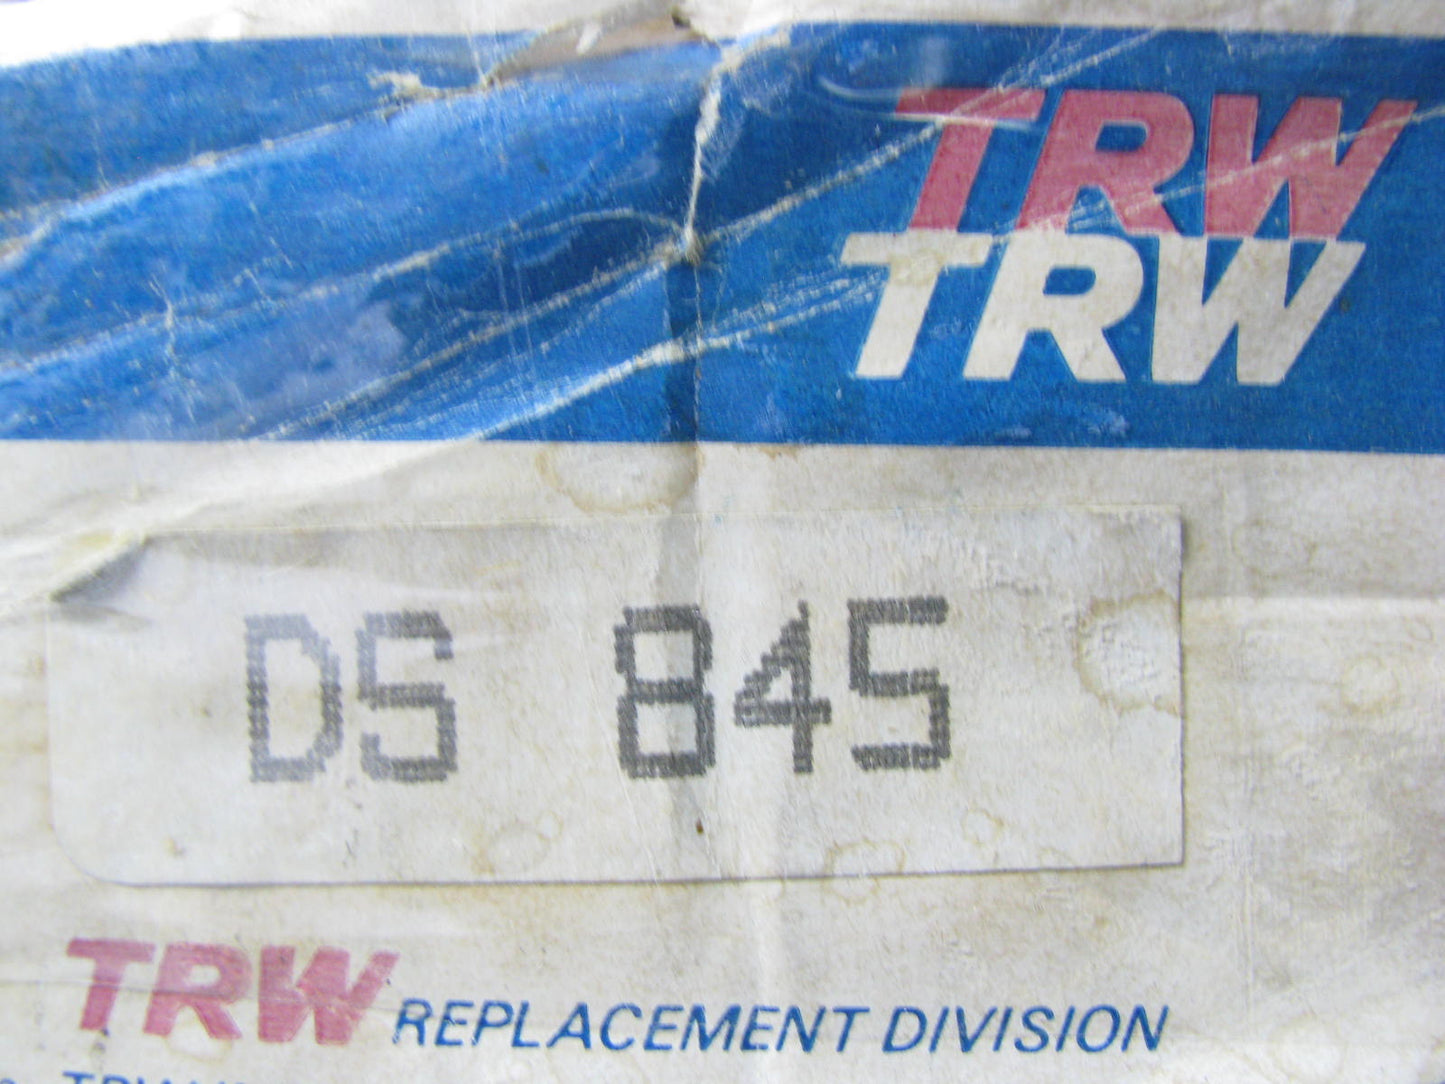 TRW
TRW
DS 845
TRW REPLACEMENT DIVISION